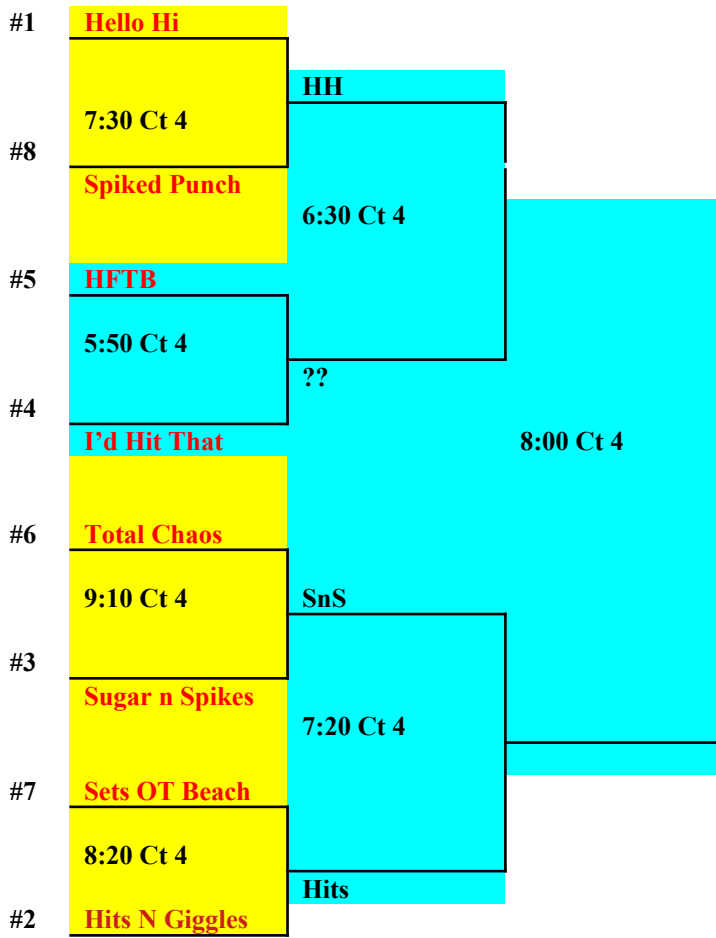 #1 Hello Hi
HH
7:30 Ct 4
#8
Spiked Punch
6:30 Ct 4
#5 HFTB
5:50 Ct 4
??
#4
I'd Hit That
8:00 Ct 4
#6 Total Chaos
9:10 Ct 4
SnS
#3
Sugar n Spikes
7:20 Ct 4
#7 Sets OT Beach
8:20 Ct 4
Hits
#2 Hits N Giggles